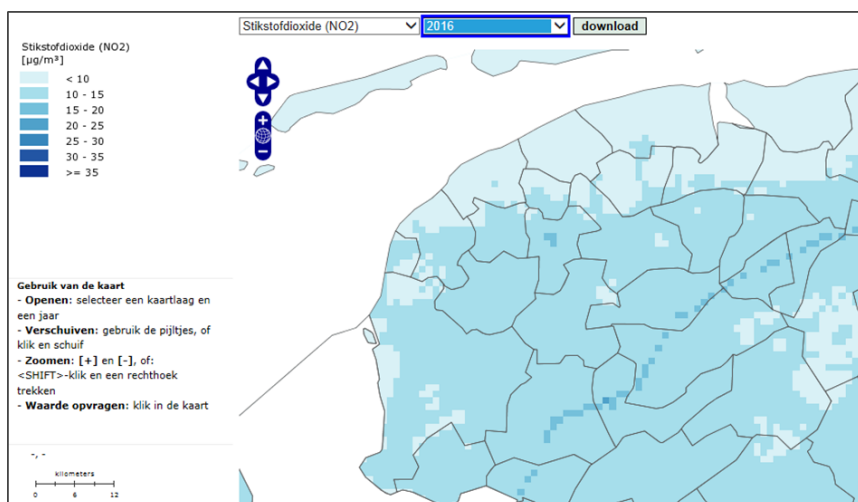 Stikstofdioxide (NO2) 2016 download
Stikstofdioxide (NO2)
[µg/m³]
< 10
10 - 15
15 - 20
20 - 25
25 - 30
30 - 35
>= 35
Gebruik van de kaart
- Openen: selecteer een kaartlaag en
een jaar
- Verschuiven: gebruik de pijltjes, of
klik en schuif
- Zoomen: [+] en [-], of:
<SHIFT>-klik en een rechthoek
trekken
- Waarde opvragen: klik in de kaart
-, -
kilometers
0 6 12